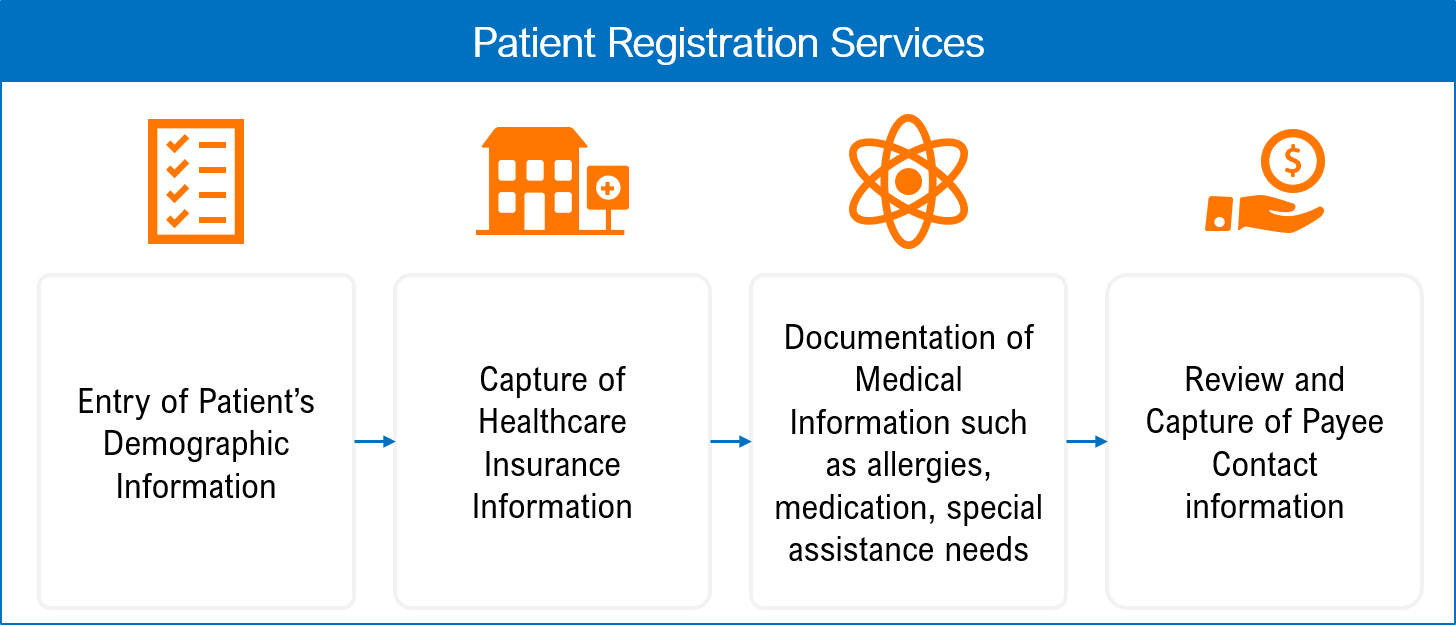 Patient Registration Services
$
Entry of Patient’s
Demographic
Information
Capture of
Healthcare
Insurance
Information
Documentation of
Medical
Information such
as allergies,
medication, special
assistance needs
Review and
Capture of Payee
Contact
information